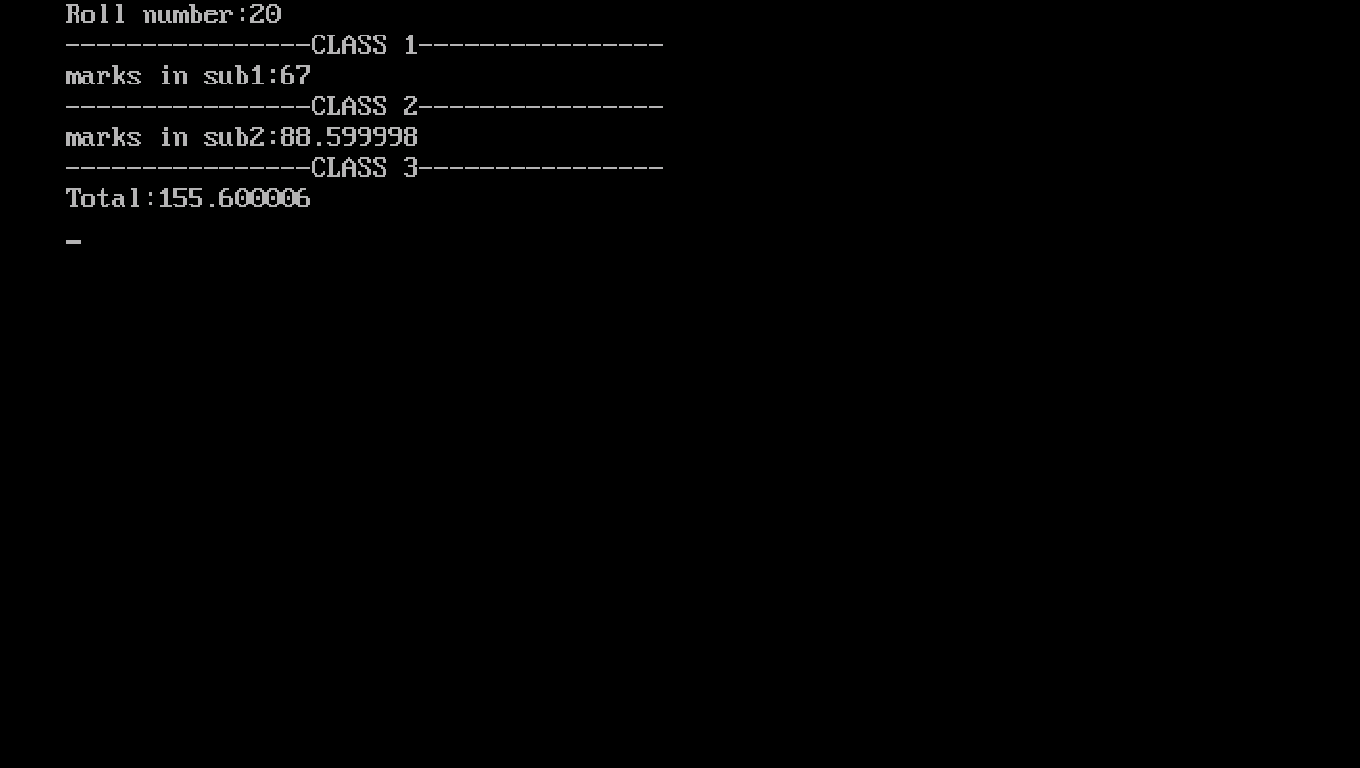 Roll number:20
----------------CLASS 1----------------
marks in sub1:67
----------------CLASS 2----------------
marks in sub2:88.599998
----------------CLASS 3----------------
Total:155.600006